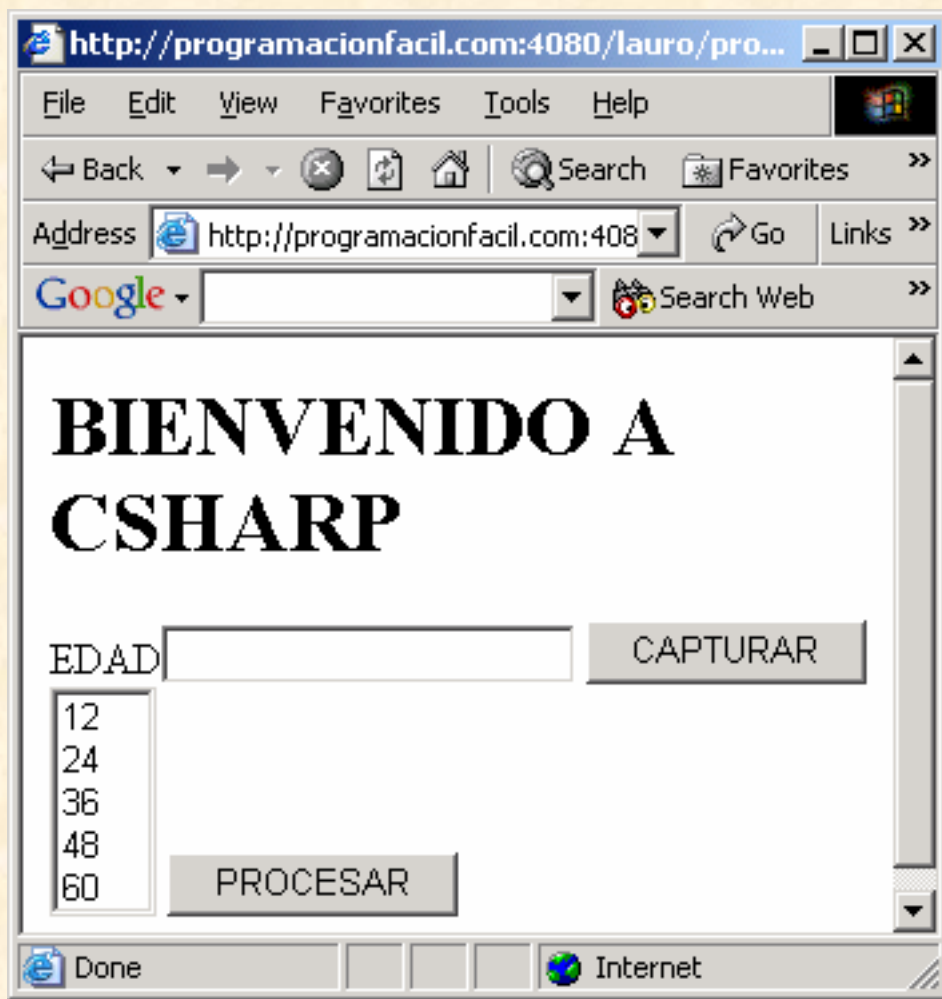 http://programacionfacil.com:4080/lauro/pro...
File Edit View Favorites Tools Help
Back Search Favorites »
Address http://programacionfacil.com:408 Go Links »
Google Search Web »
BIENVENIDO A
CSHARP
EDAD CAPTURAR
12
24
36
48
60
PROCESAR
Done Internet